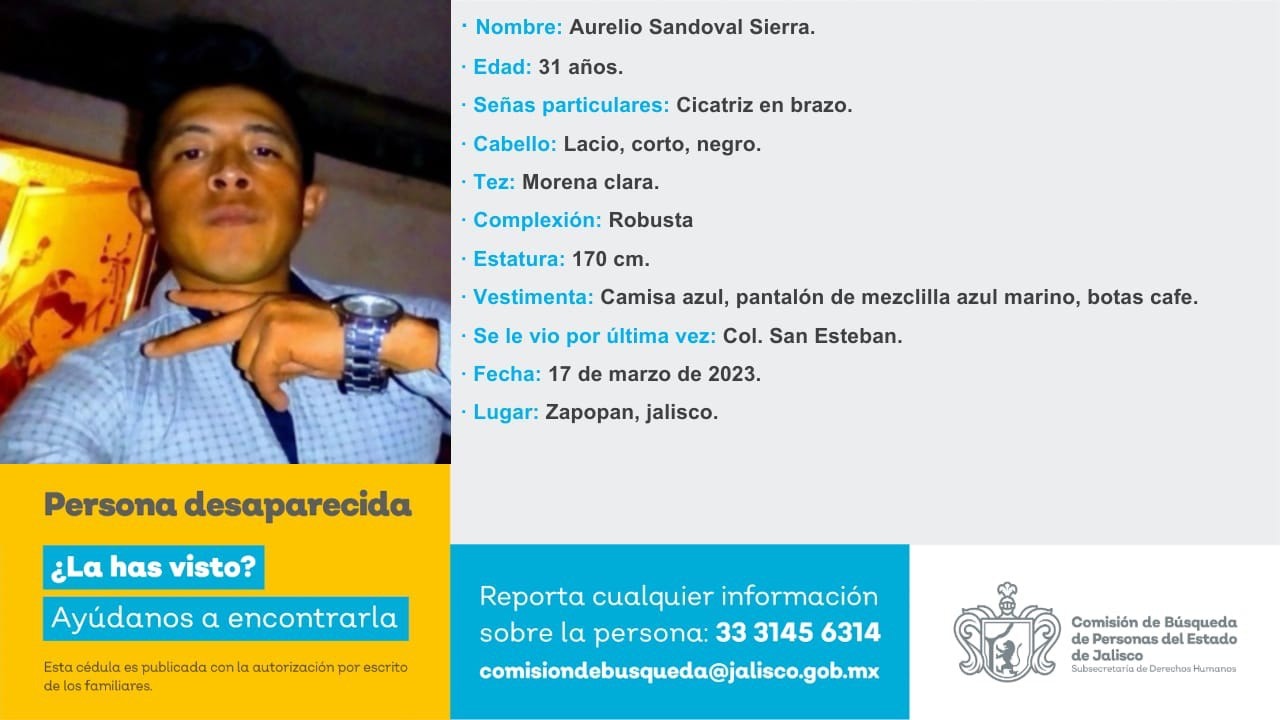 · Nombre: Aurelio Sandoval Sierra.
· Edad: 31 años.
· Señas particulares: Cicatriz en brazo.
· Cabello: Lacio, corto, negro.
· Tez: Morena clara.
· Complexión: Robusta
· Estatura: 170 cm.
· Vestimenta: Camisa azul, pantalón de mezclilla azul marino, botas cafe.
· Se le vio por última vez: Col. San Esteban.
· Fecha: 17 de marzo de 2023.
· Lugar: Zapopan, jalisco.
Persona desaparecida
¿La has visto?
Ayúdanos a encontrarla
Esta cédula es publicada con la autorización por escrito
de los familiares.
Reporta cualquier información
sobre la persona: 33 3145 6314
comisiondebusqueda@jalisco.gob.mx
Comisión de Búsqueda
de Personas del Estado
de Jalisco
Subsecretaría de Derechos Humanos